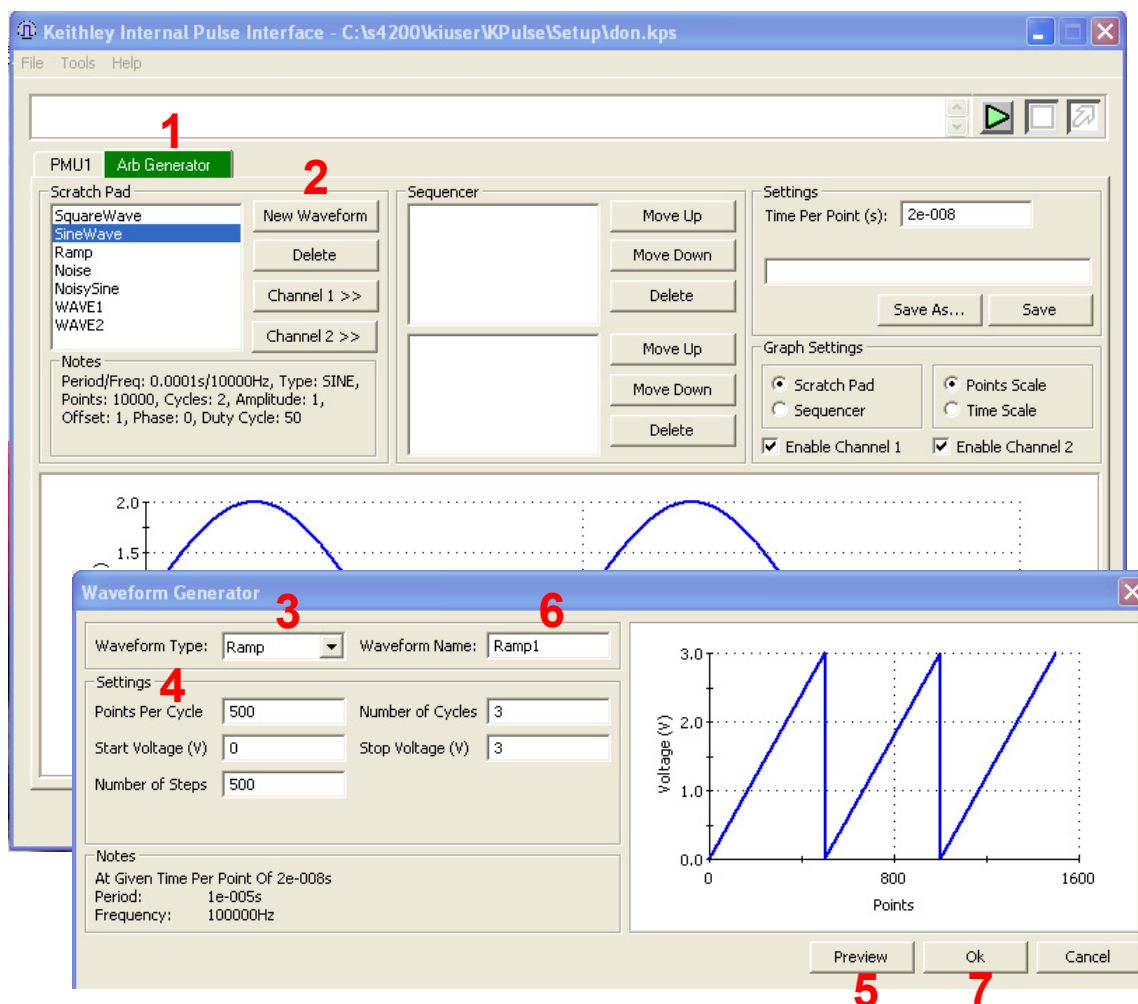 Keithley Internal Pulse Interface - C:\s4200\kiuser\KPulse\Setup\don.kps
File Tools Help
1
PMU1 Arb Generator
2
Scratch Pad
SquareWave
SineWave
Ramp
Noise
NoisySine
WAVE1
WAVE2
New Waveform
Delete
Channel 1 >>
Channel 2 >>
Notes
Period/Freq: 0.0001s/10000Hz, Type: SINE,
Points: 10000, Cycles: 2, Amplitude: 1,
Offset: 1, Phase: 0, Duty Cycle: 50
Sequencer
Move Up
Move Down
Delete
Move Up
Move Down
Delete
Settings
Time Per Point (s): 2e-008
Save As... Save
Graph Settings
Scratch Pad
Sequencer
Points Scale
Time Scale
Enable Channel 1 Enable Channel 2
2.0
1.5
Waveform Generator
3
6
Waveform Type: Ramp Waveform Name: Ramp1
Settings
4
Points Per Cycle 500 Number of Cycles 3
Start Voltage (V) 0 Stop Voltage (V) 3
Number of Steps 500
Notes
At Given Time Per Point Of 2e-008s
Period: 1e-005s
Frequency: 100000Hz
Voltage (V)
3.0
2.0
1.0
0.0
0 800 1600
Points
Preview Ok Cancel
5 7